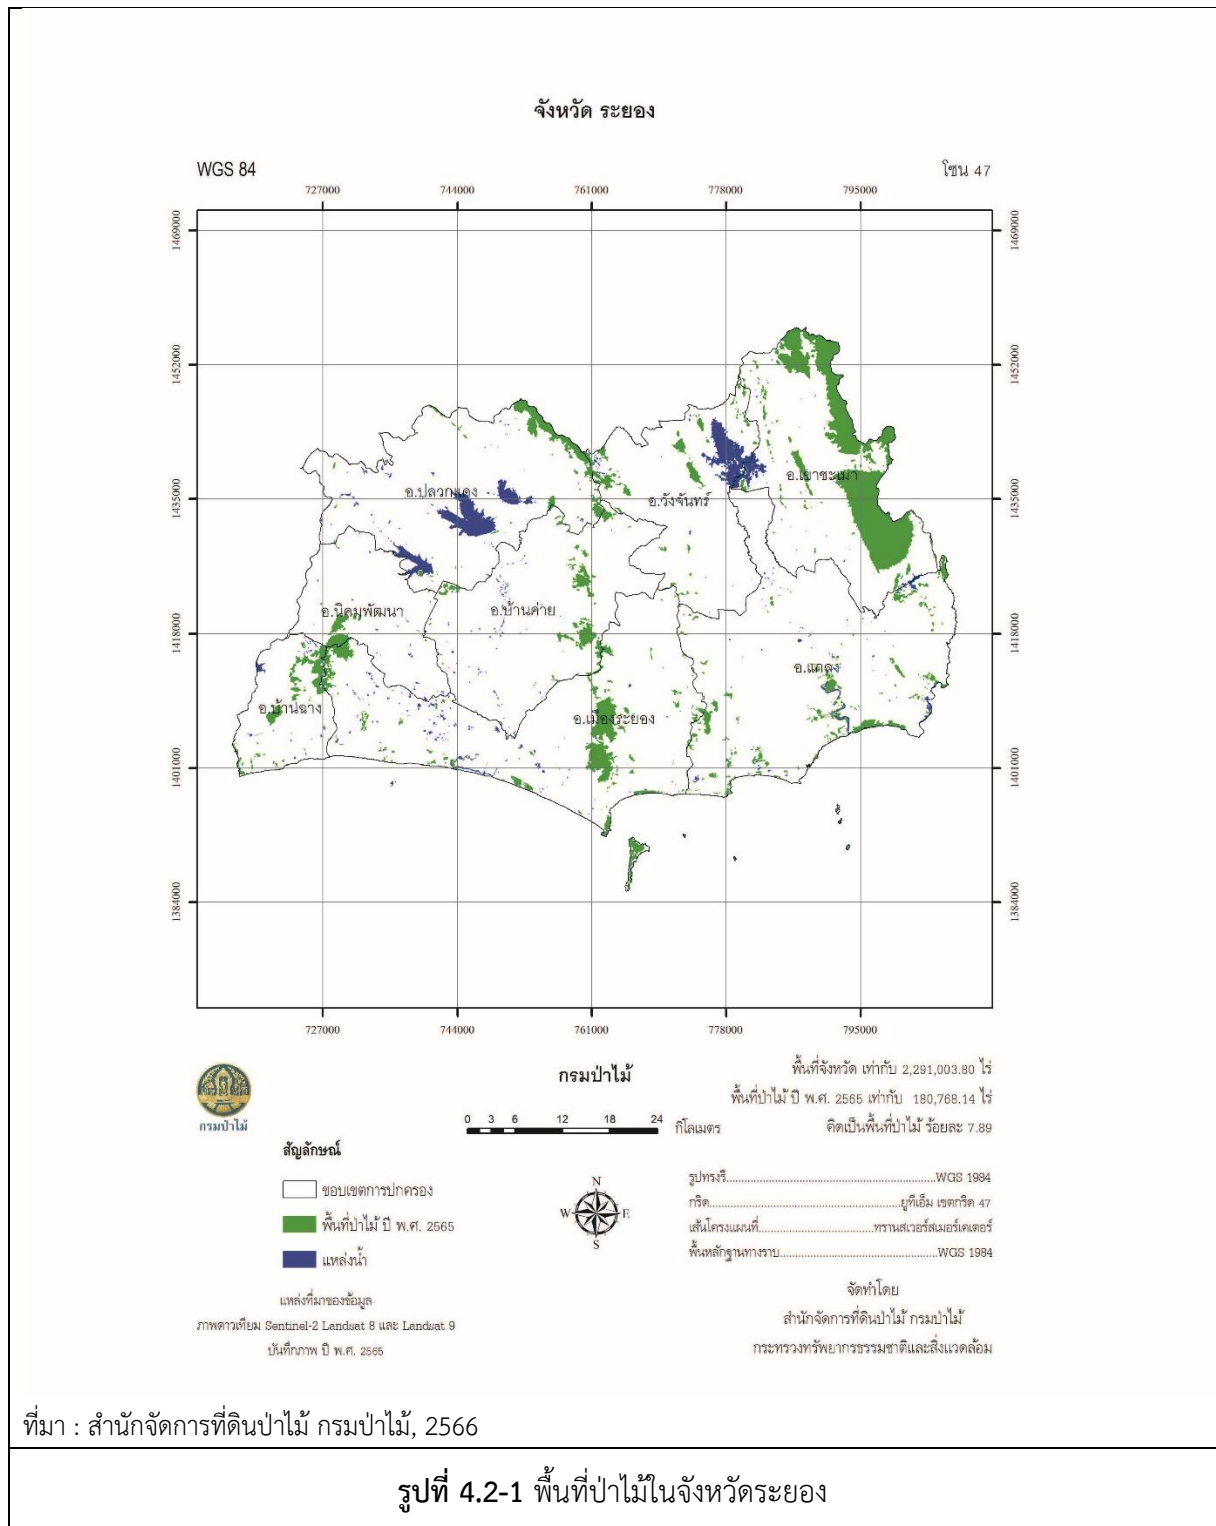 จังหวัด ระยอง
WGS 84
โซน 47
727000 744000 761000 778000 795000
1469000 1469000
1452000 1452000
อ.เขาชะเมา
อ.ปลวกแดง
อ.วังจันทร์
1435000 1435000
อ.นิคมพัฒนา
อ.บ้านค่าย
1418000 1418000
อ.แกลง
อ.บ้านฉาง
อ.เมืองระยอง
1401000 1401000
1384000 1384000
727000 744000 761000 778000 795000
กรมป่าไม้
กรมป่าไม้
0 3 6 12 18 24
กิโลเมตร
พื้นที่จังหวัด เท่ากับ 2,291,003.80 ไร่
พื้นที่ป่าไม้ ปี พ.ศ. 2565 เท่ากับ 180,768.14 ไร่
คิดเป็นพื้นที่ป่าไม้ ร้อยละ 7.89
สัญลักษณ์
ขอบเขตการปกครอง
พื้นที่ป่าไม้ ปี พ.ศ. 2565
แหล่งน้ำ
N
W E
S
รูปทรงรี WGS 1984
กริด ยูทีเอ็ม เขตกริด 47
เส้นโครงแผนที่ ทรานสเวอร์สเมอร์เคเตอร์
พื้นหลักฐานทางราบ WGS 1984
แหล่งที่มาของข้อมูล
ภาพดาวเทียม Sentinel-2 Landsat 8 และ Landsat 9
บันทึกภาพ ปี พ.ศ. 2565
จัดทำโดย
สำนักจัดการที่ดินป่าไม้ กรมป่าไม้
กระทรวงทรัพยากรธรรมชาติและสิ่งแวดล้อม
ที่มา : สำนักจัดการที่ดินป่าไม้ กรมป่าไม้, 2566
รูปที่ 4.2-1 พื้นที่ป่าไม้ในจังหวัดระยอง